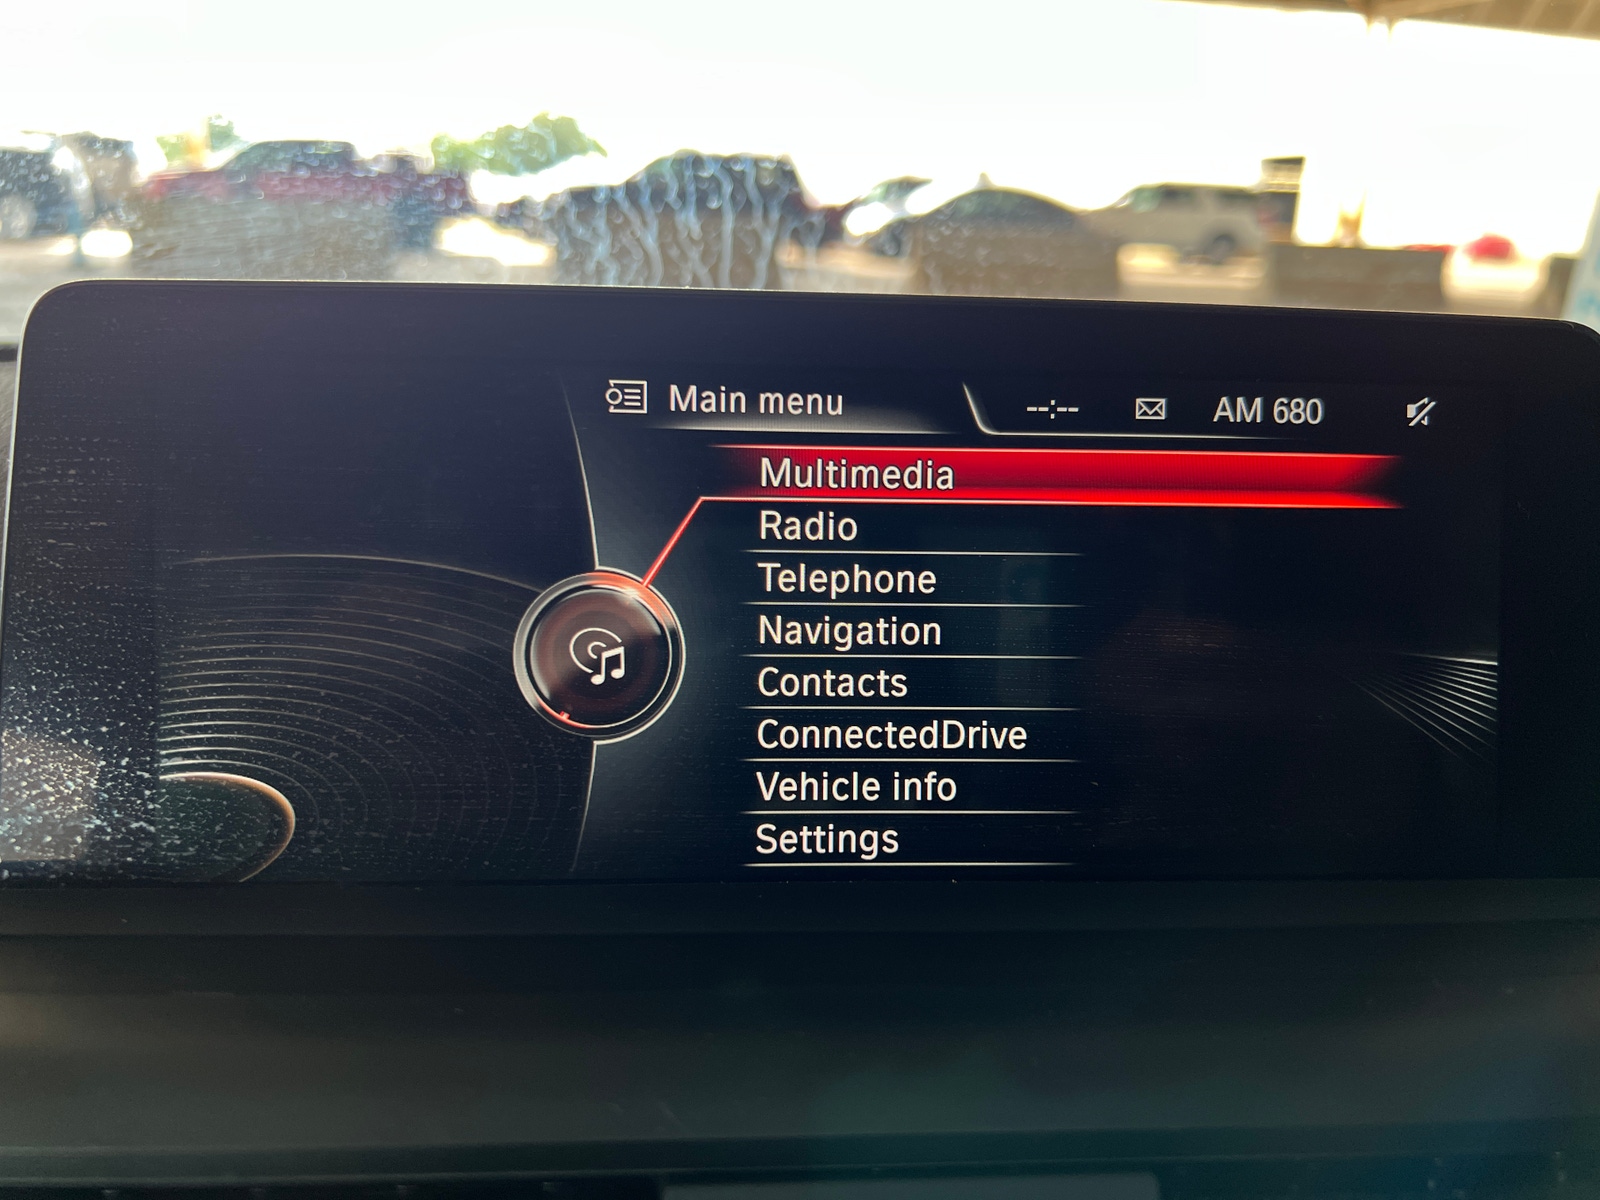 Main menu --:-- AM 680
Multimedia
Radio
Telephone
Navigation
Contacts
ConnectedDrive
Vehicle info
Settings